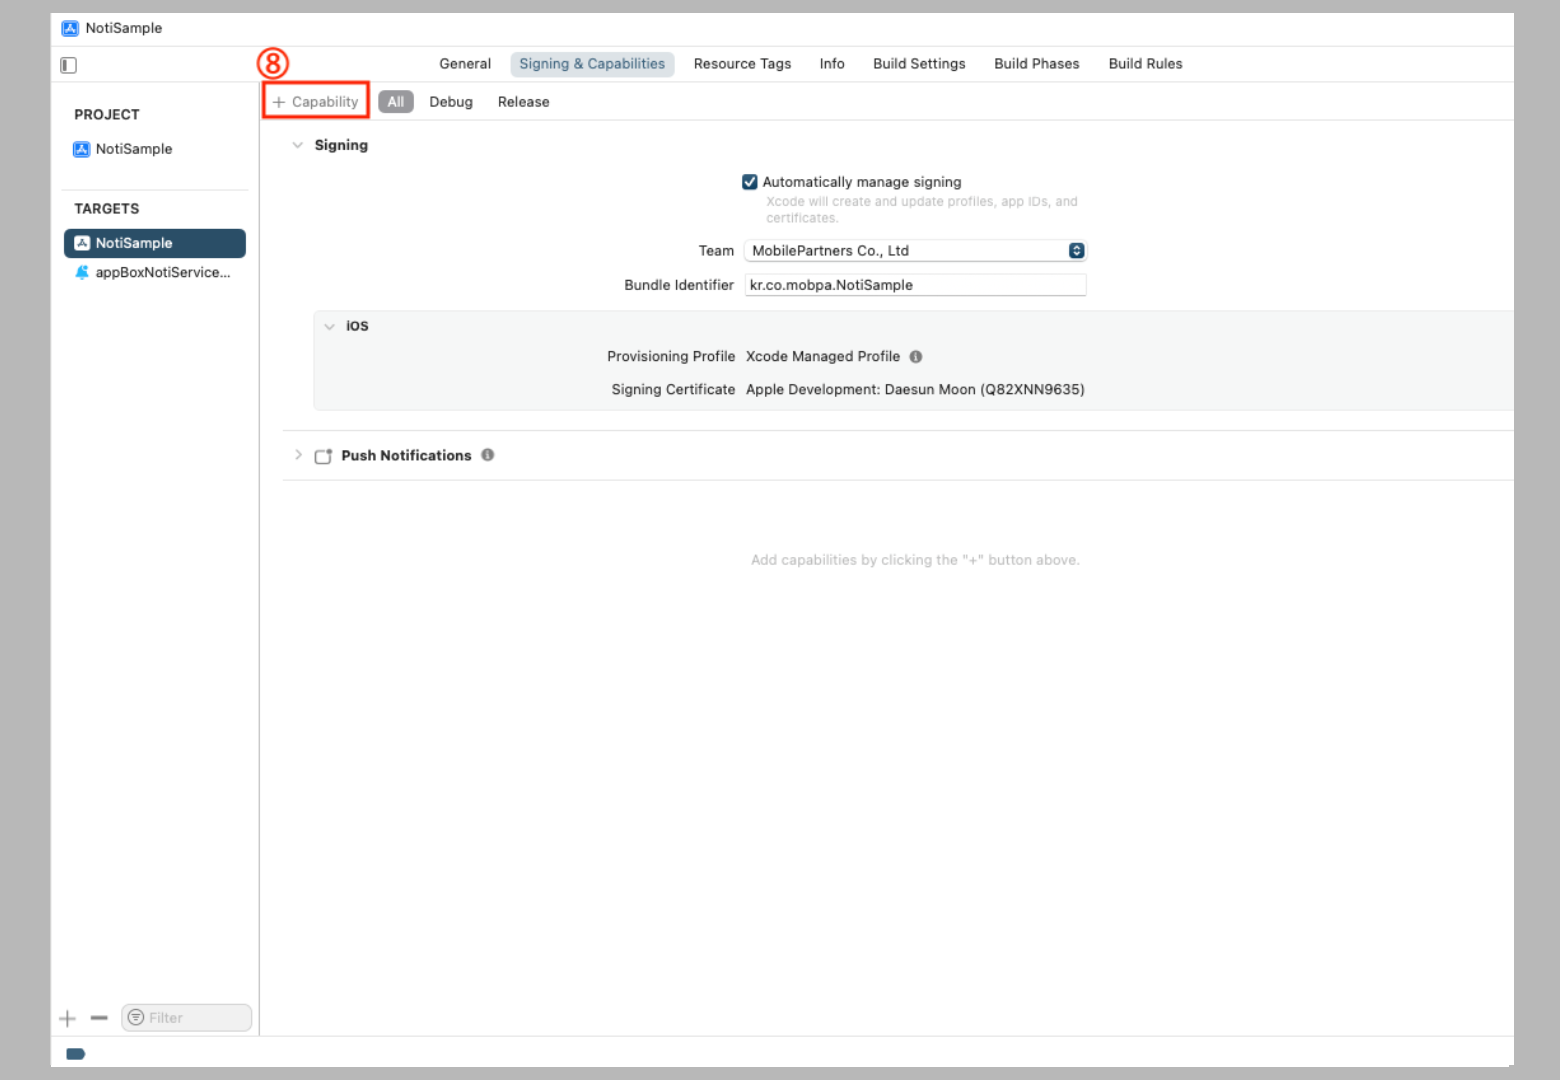 NotiSample
⑧
General Signing & Capabilities Resource Tags Info Build Settings Build Phases Build Rules
+ Capability All Debug Release
PROJECT
NotiSample
TARGETS
NotiSample
appBoxNotiService...
Signing
Automatically manage signing
Xcode will create and update profiles, app IDs, and
certificates.
Team MobilePartners Co., Ltd
Bundle Identifier kr.co.mobpa.NotiSample
iOS
Provisioning Profile Xcode Managed Profile
Signing Certificate Apple Development: Daesun Moon (Q82XNN9635)
Push Notifications
Add capabilities by clicking the "+" button above.
Filter